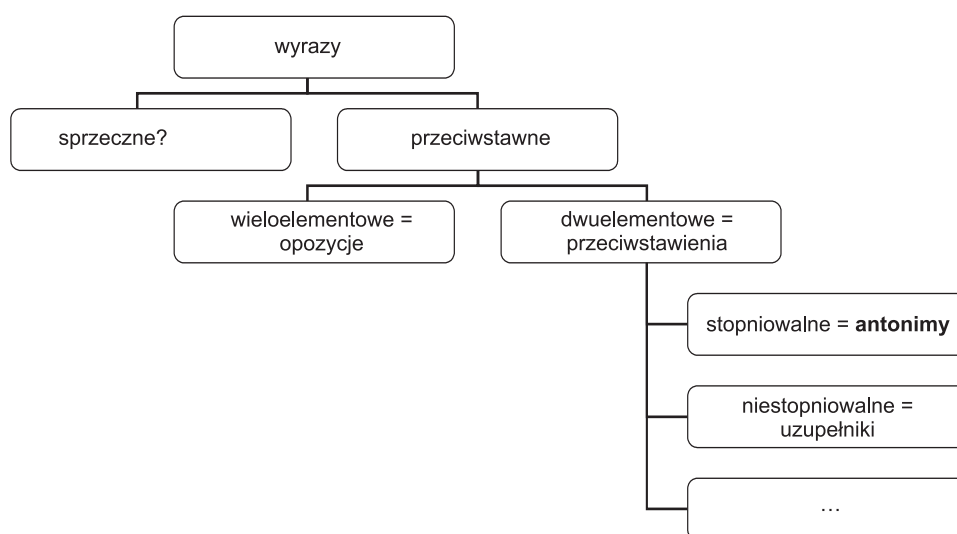 wyrazy
sprzeczne?
przeciwstawne
wieloelementowe =
opozycje
dwuelementowe =
przeciwstawienia
stopniowalne = antonimy
niestopniowalne =
uzupełniki
…